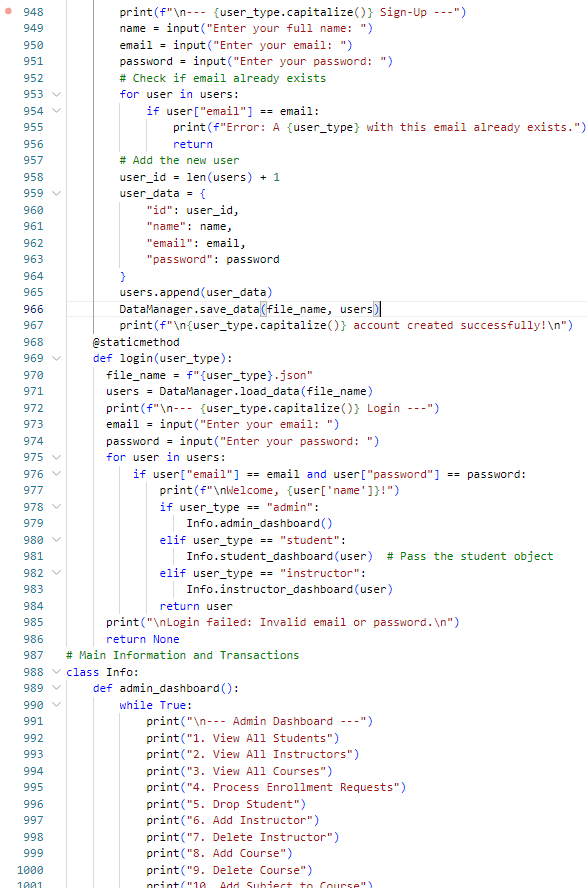 948 print(f"\n--- {user_type.capitalize()} Sign-Up ---")
949 name = input("Enter your full name: ")
950 email = input("Enter your email: ")
951 password = input("Enter your password: ")
952 # Check if email already exists
953 for user in users:
954 if user["email"] == email:
955 print(f"Error: A {user_type} with this email already exists.")
956 return
957 # Add the new user
958 user_id = len(users) + 1
959 user_data = {
960 "id": user_id,
961 "name": name,
962 "email": email,
963 "password": password
964 }
965 users.append(user_data)
966 DataManager.save_data(file_name, users)
967 print(f"\n{user_type.capitalize()} account created successfully!\n")
968 @staticmethod
969 def login(user_type):
970 file_name = f"{user_type}.json"
971 users = DataManager.load_data(file_name)
972 print(f"\n--- {user_type.capitalize()} Login ---")
973 email = input("Enter your email: ")
974 password = input("Enter your password: ")
975 for user in users:
976 if user["email"] == email and user["password"] == password:
977 print(f"\nWelcome, {user['name']}!")
978 if user_type == "admin":
979 Info.admin_dashboard()
980 elif user_type == "student":
981 Info.student_dashboard(user) # Pass the student object
982 elif user_type == "instructor":
983 Info.instructor_dashboard(user)
984 return user
985 print("\nLogin failed: Invalid email or password.\n")
986 return None
987 # Main Information and Transactions
988 class Info:
989 def admin_dashboard():
990 while True:
991 print("\n--- Admin Dashboard ---")
992 print("1. View All Students")
993 print("2. View All Instructors")
994 print("3. View All Courses")
995 print("4. Process Enrollment Requests")
996 print("5. Drop Student")
997 print("6. Add Instructor")
998 print("7. Delete Instructor")
999 print("8. Add Course")
1000 print("9. Delete Course")
1001 print("10. Add Subject to Course")